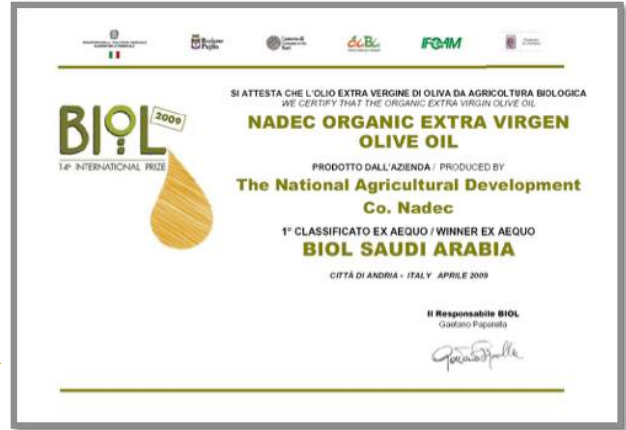 Regione
Puglia
IFOAM
SI ATTESTA CHE L'OLIO EXTRA VERGINE DI OLIVA DA AGRICOLTURA BIOLOGICA
WE CERTIFY THAT THE ORGANIC EXTRA VIRGIN OLIVE OIL
NADEC ORGANIC EXTRA VIRGEN
OLIVE OIL
BIOL
2009
14º INTERNATIONAL PRIZE
PRODOTTO DALL'AZIENDA / PRODUCED BY
The National Agricultural Development
Co. Nadec
1° CLASSIFICATO EX AEQUO / WINNER EX AEQUO
BIOL SAUDI ARABIA
CITTÀ DI ANDRIA - ITALY APRILE 2009
Il Responsabile BIOL
Gaetano Paparella